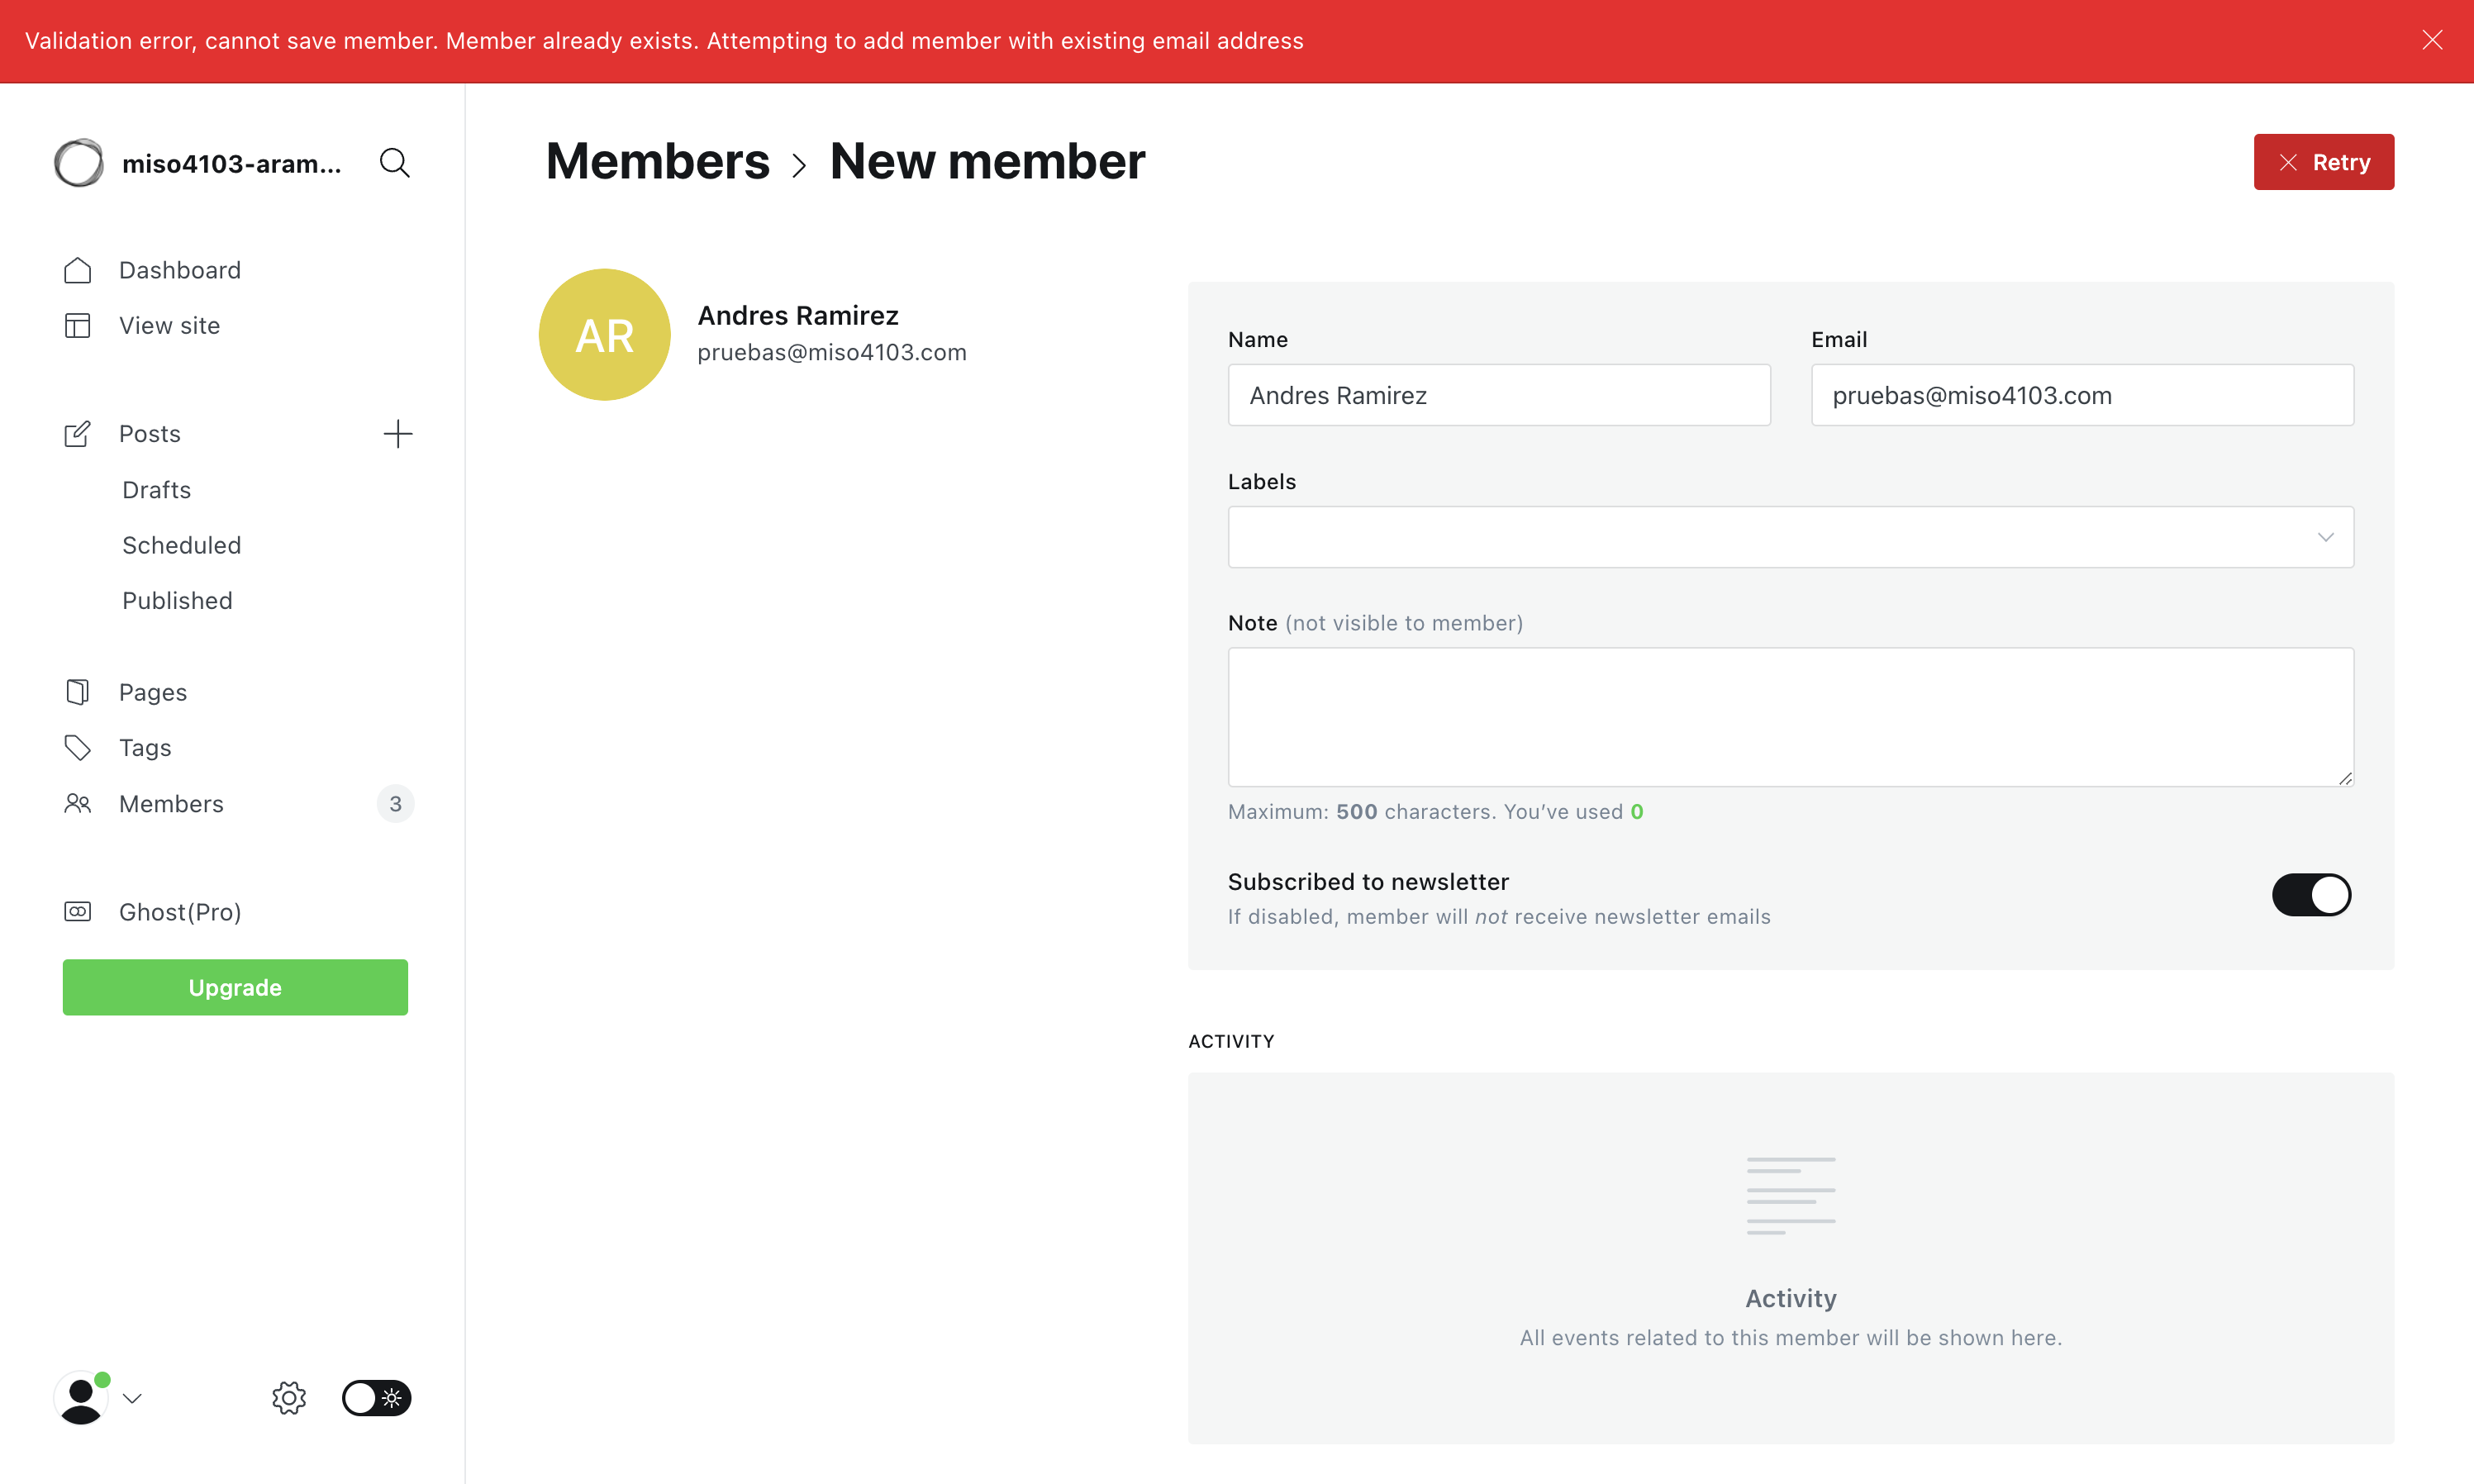 Validation error, cannot save member. Member already exists. Attempting to add member with existing email address
miso4103-aram...
Dashboard
View site
Posts
Drafts
Scheduled
Published
Pages
Tags
Members 3
Ghost(Pro)
Upgrade
Members New member
Retry
AR
Andres Ramirez
pruebas@miso4103.com
Name
Andres Ramirez
Email
pruebas@miso4103.com
Labels
Note (not visible to member)
Maximum: 500 characters. You’ve used 0
Subscribed to newsletter
If disabled, member will not receive newsletter emails
ACTIVITY
Activity
All events related to this member will be shown here.